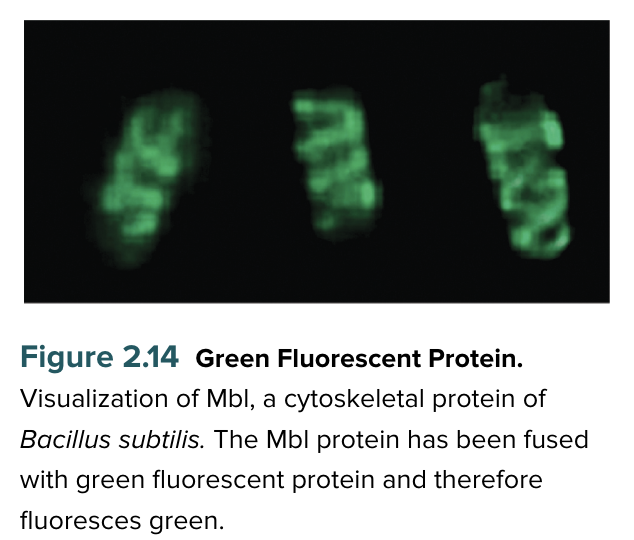 Figure 2.14 Green Fluorescent Protein.
Visualization of Mbl, a cytoskeletal protein of
Bacillus subtilis. The Mbl protein has been fused
with green fluorescent protein and therefore
fluoresces green.